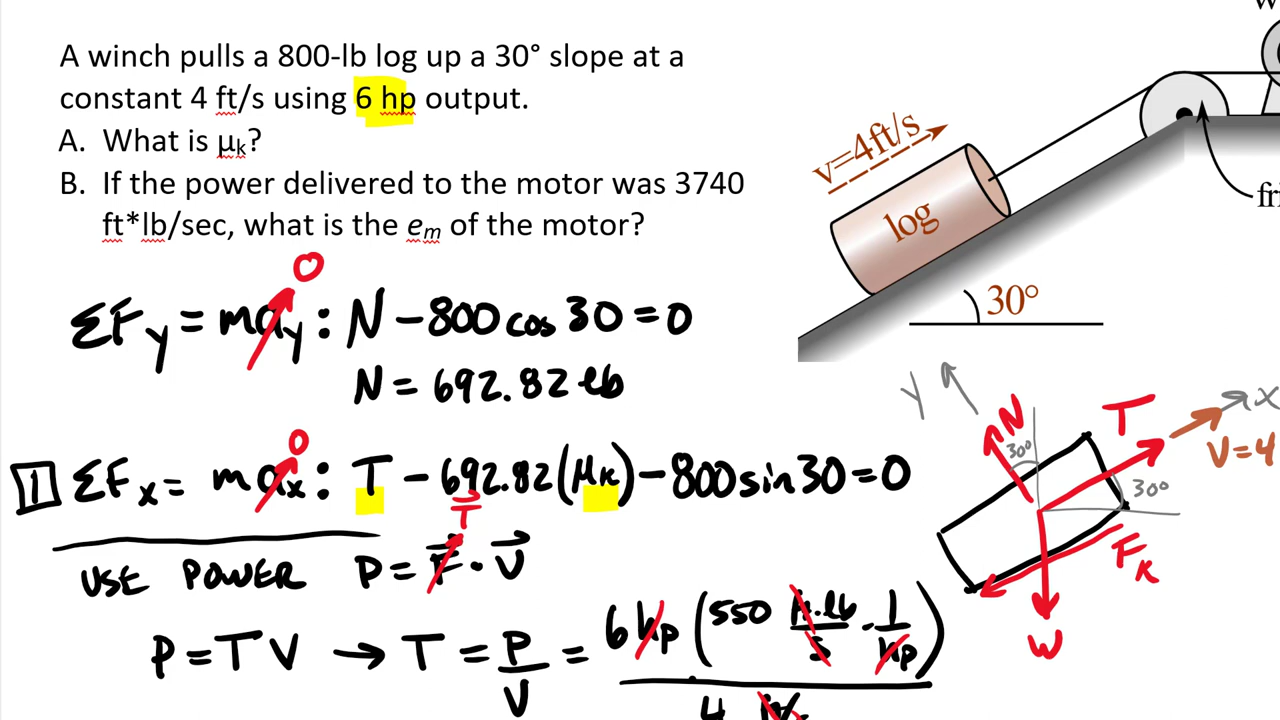 A winch pulls a 800-lb log up a 30° slope at a
constant 4 ft/s using 6 hp output.
A. What is μk?
B. If the power delivered to the motor was 3740
ft*lb/sec, what is the em of the motor?
v=4ft/s
log
30°
ΣFy = may: N - 800 cos 30 = 0
0
N = 692.82 lb
1 ΣFx = max: T - 692.82(μk) - 800 sin 30 = 0
0
USE POWER P = F · V
T
P = TV → T = P/V = 6 hp (550 ft·lb/s · 1/hp)
4
Y
N
30°
T
X
V=4
30°
FK
W